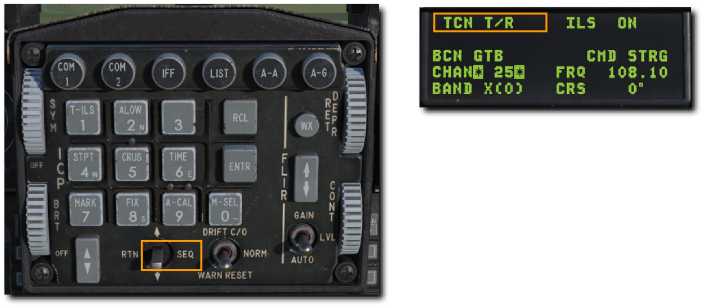 COM 1
COM 2
IFF
LIST
A-A
A-G
SYM
T-ILS 1
ALOW 2 N
3
RCL
WX
RET
DEPR
OFF
ICP
STPT 4 W
CRUS 5
TIME 6 E
ENTR
FLIR
CONT
BRT
MARK 7
FIX 8 S
A-CAL 9
M-SEL 0 -
GAIN
LVL
AUTO
OFF
RTN
SEQ
DRIFT C/O
NORM
WARN RESET
TCN T/R ILS ON
BCN GTB CMD STRG
CHAN* 25* FRQ 108.10
BAND X(0) CRS 0°